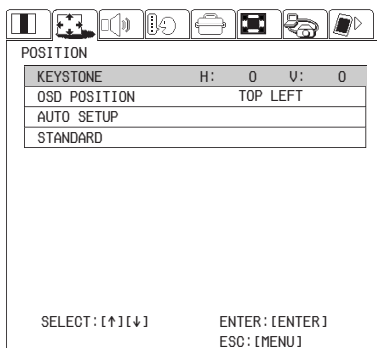 POSITION
KEYSTONE H: 0 V: 0
OSD POSITION TOP LEFT
AUTO SETUP
STANDARD
SELECT:[↑][↓] ENTER:[ENTER]
ESC:[MENU]